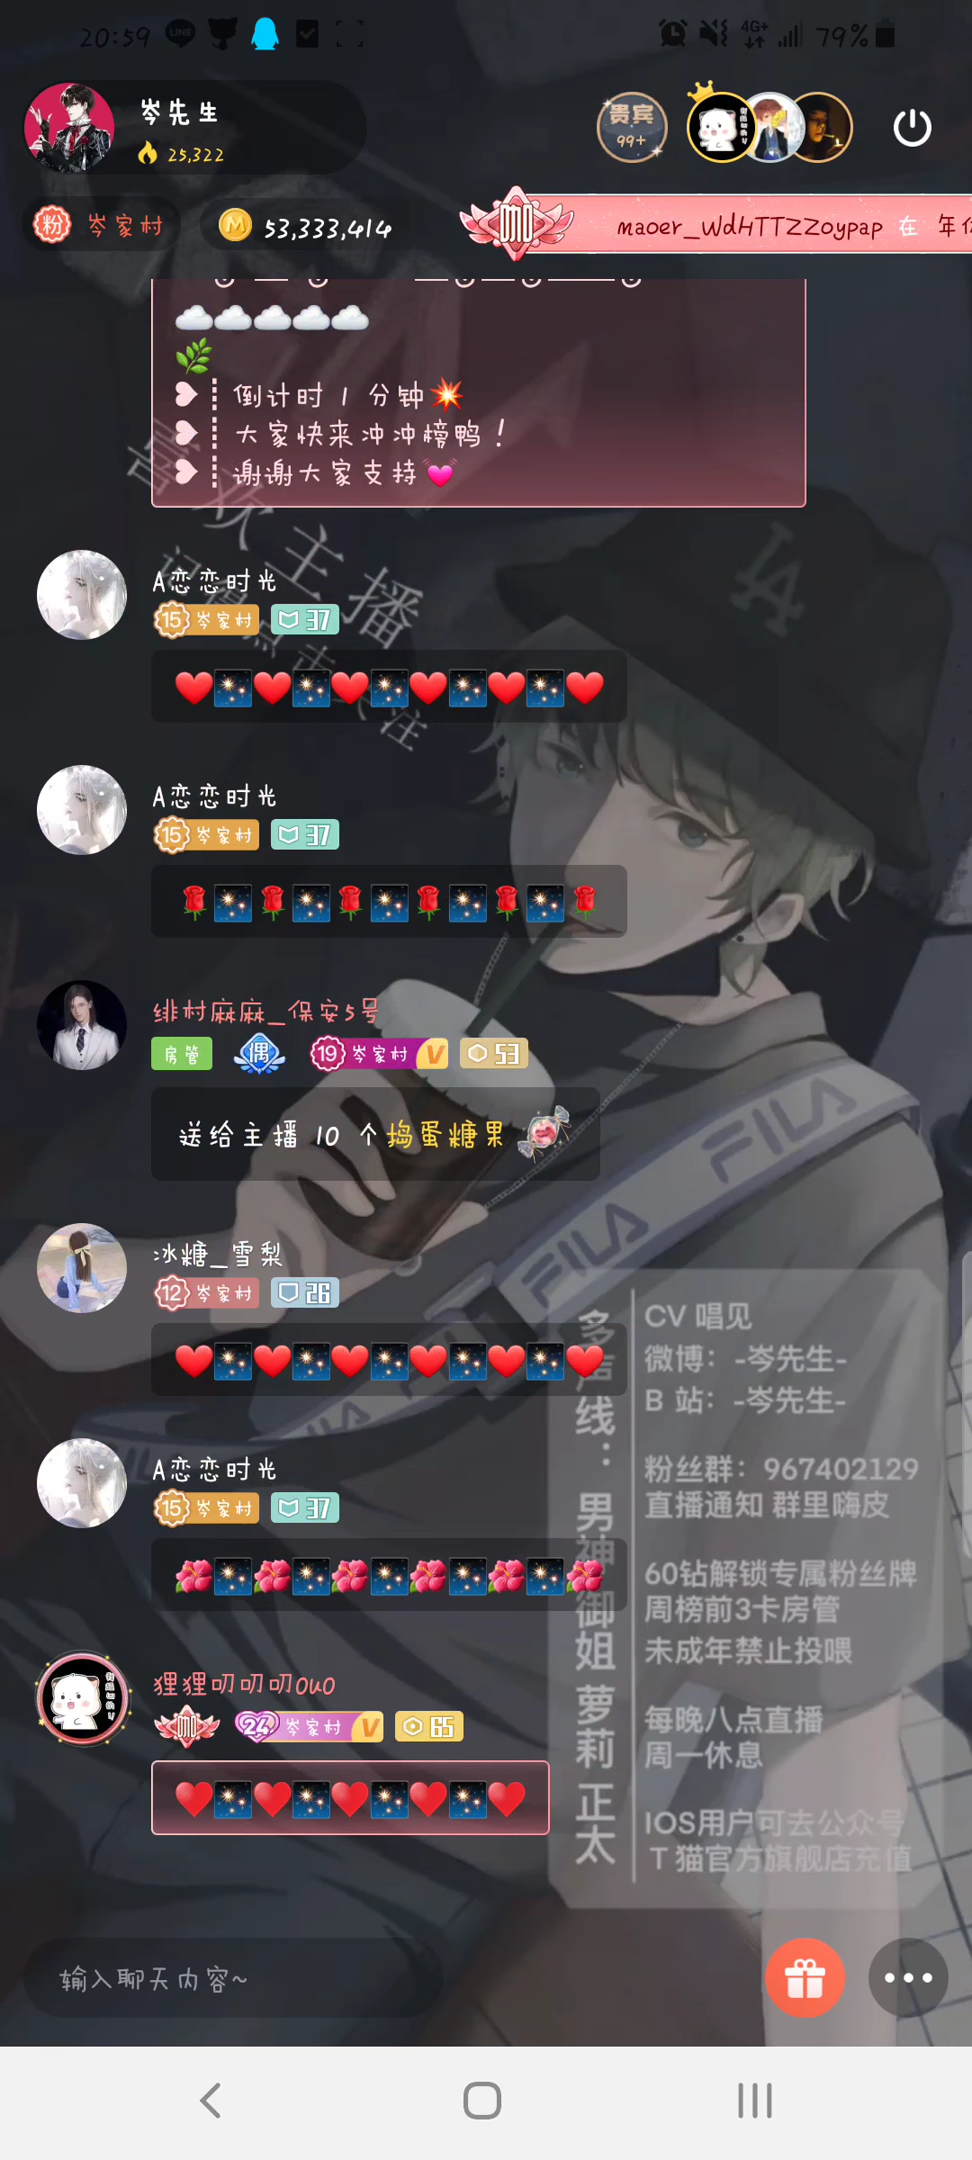 20:59
LINE
4G+
79%
岑先生
25,322
贵宾
99+
粉 岑家村
M 53,333,414
maoer_WdHTTZZoypap 在
倒计时 1 分钟
大家快来冲冲榜鸭！
谢谢大家支持
喜欢主播
A恋恋时光
15 岑家村 37
A恋恋时光
15 岑家村 37
绯村麻麻_保安5号
房管 偶 19 岑家村 V 53
送给主播 10 个捣蛋糖果
冰糖_雪梨
12 岑家村 26
A恋恋时光
15 岑家村 37
狸狸叨叨叨OUO
24 岑家村 V 65
LA
FILA FILA
多声线：男神 御姐 萝莉 正太
CV 唱见
微博：-岑先生-
B 站：-岑先生-
粉丝群：967402129
直播通知 群里嗨皮
60钻解锁专属粉丝牌
周榜前3卡房管
未成年禁止投喂
每晚八点直播
周一休息
IOS用户可去公众号
T 猫官方旗舰店充值
输入聊天内容~